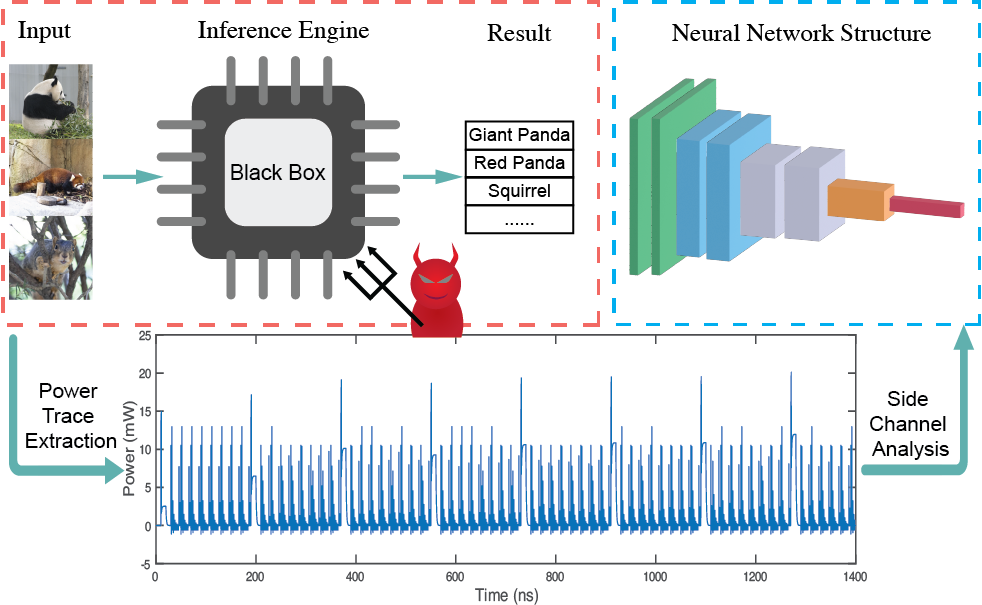 Input
Inference Engine
Result
Neural Network Structure
Black Box
Giant Panda
Red Panda
Squirrel
......
Power
Trace
Extraction
Side
Channel
Analysis
Power (mW)
25
20
15
10
5
0
-5
0 200 400 600 800 1000 1200 1400
Time (ns)